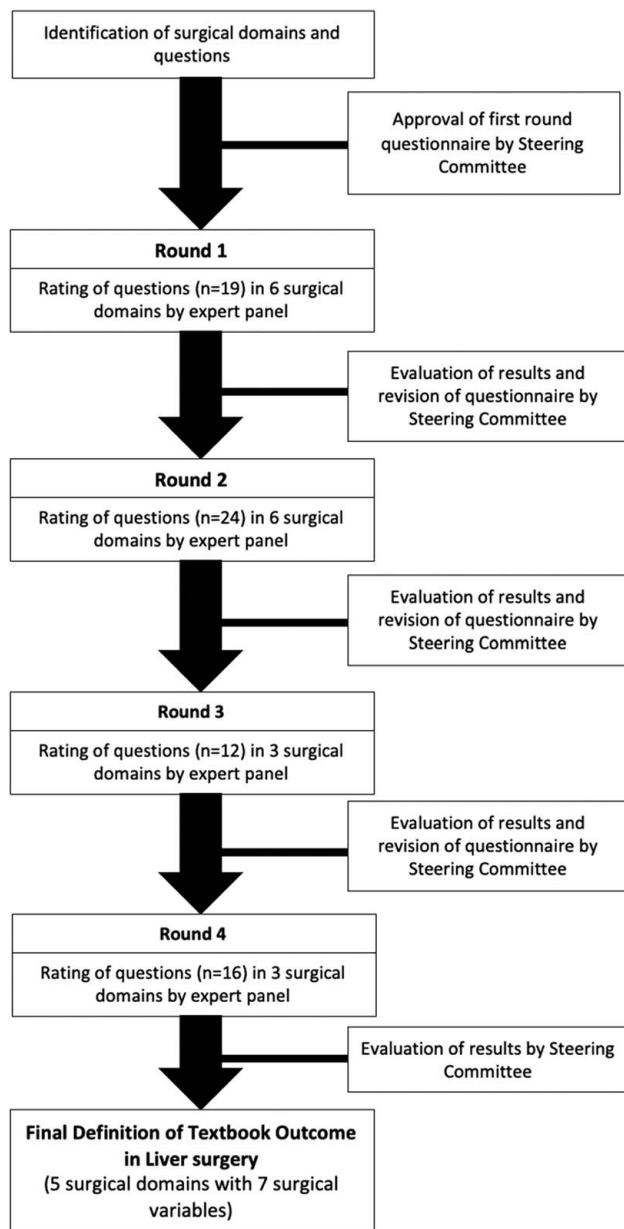 Identification of surgical domains and
questions
Approval of first round
questionnaire by Steering
Committee
Round 1
Rating of questions (n=19) in 6 surgical
domains by expert panel
Evaluation of results and
revision of questionnaire by
Steering Committee
Round 2
Rating of questions (n=24) in 6 surgical
domains by expert panel
Evaluation of results and
revision of questionnaire by
Steering Committee
Round 3
Rating of questions (n=12) in 3 surgical
domains by expert panel
Evaluation of results and
revision of questionnaire by
Steering Committee
Round 4
Rating of questions (n=16) in 3 surgical
domains by expert panel
Evaluation of results by Steering
Committee
Final Definition of Textbook Outcome
in Liver surgery
(5 surgical domains with 7 surgical
variables)